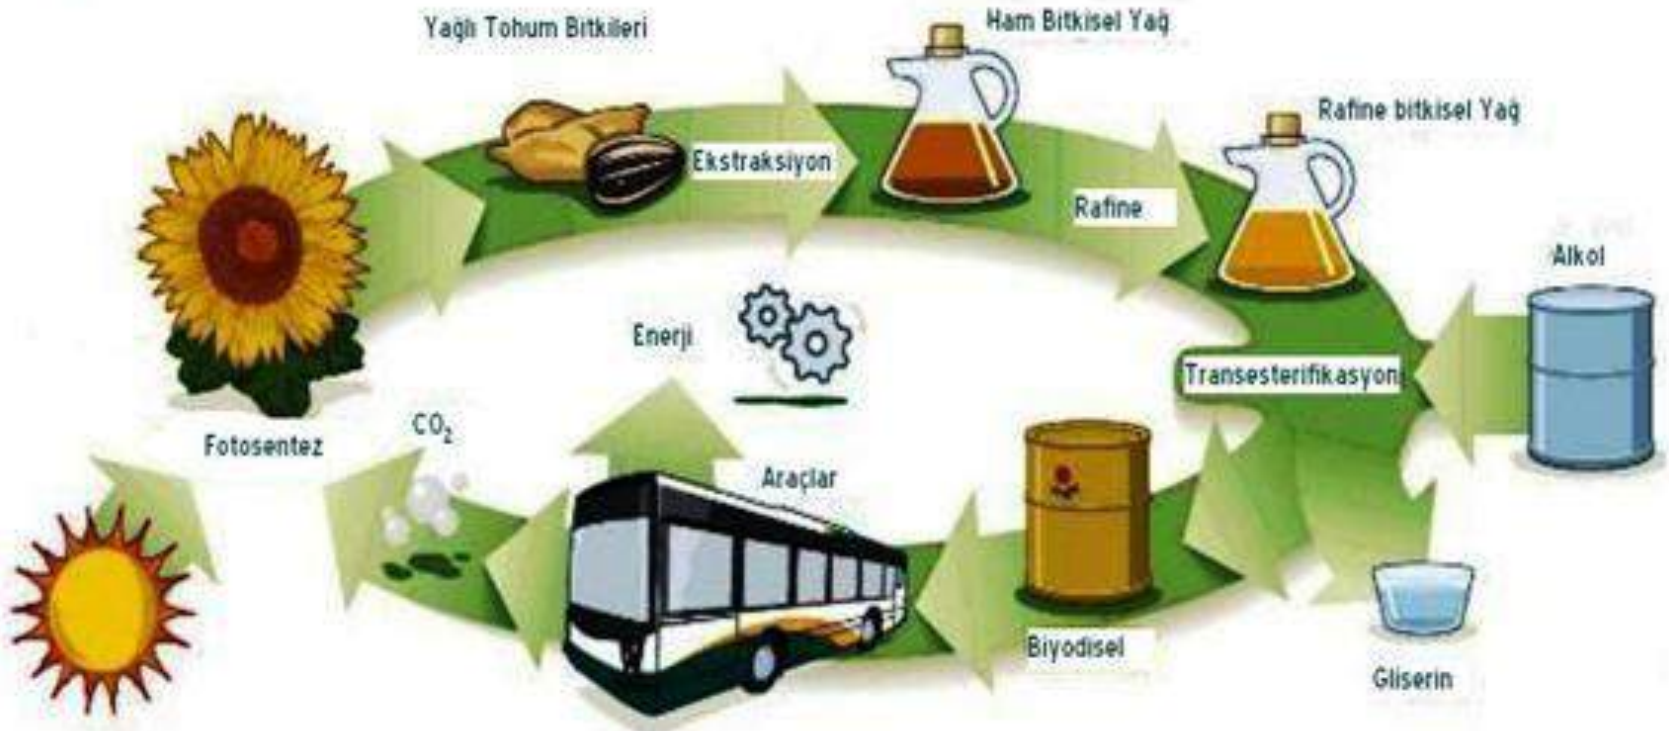 Yağlı Tohum Bitkileri
Ham Bitkisel Yağ
Rafine bitkisel Yağ
Ekstraksiyon
Rafine
Alkol
Enerji
Transesterifikasyon
CO₂
Fotosentez
Araçlar
Biyodisel
Gliserin